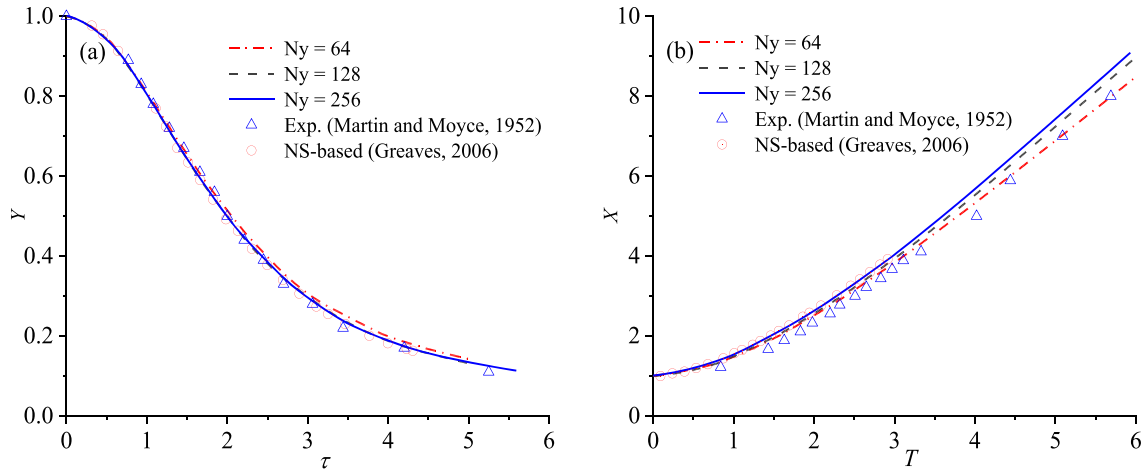 1.0
0.8
0.6
0.4
0.2
0.0
Y
(a)
Ny = 64
Ny = 128
Ny = 256
Exp. (Martin and Moyce, 1952)
NS-based (Greaves, 2006)
0 1 2 3 4 5 6
τ
10
8
6
4
2
0
X
(b)
Ny = 64
Ny = 128
Ny = 256
Exp. (Martin and Moyce, 1952)
NS-based (Greaves, 2006)
0 1 2 3 4 5 6
T